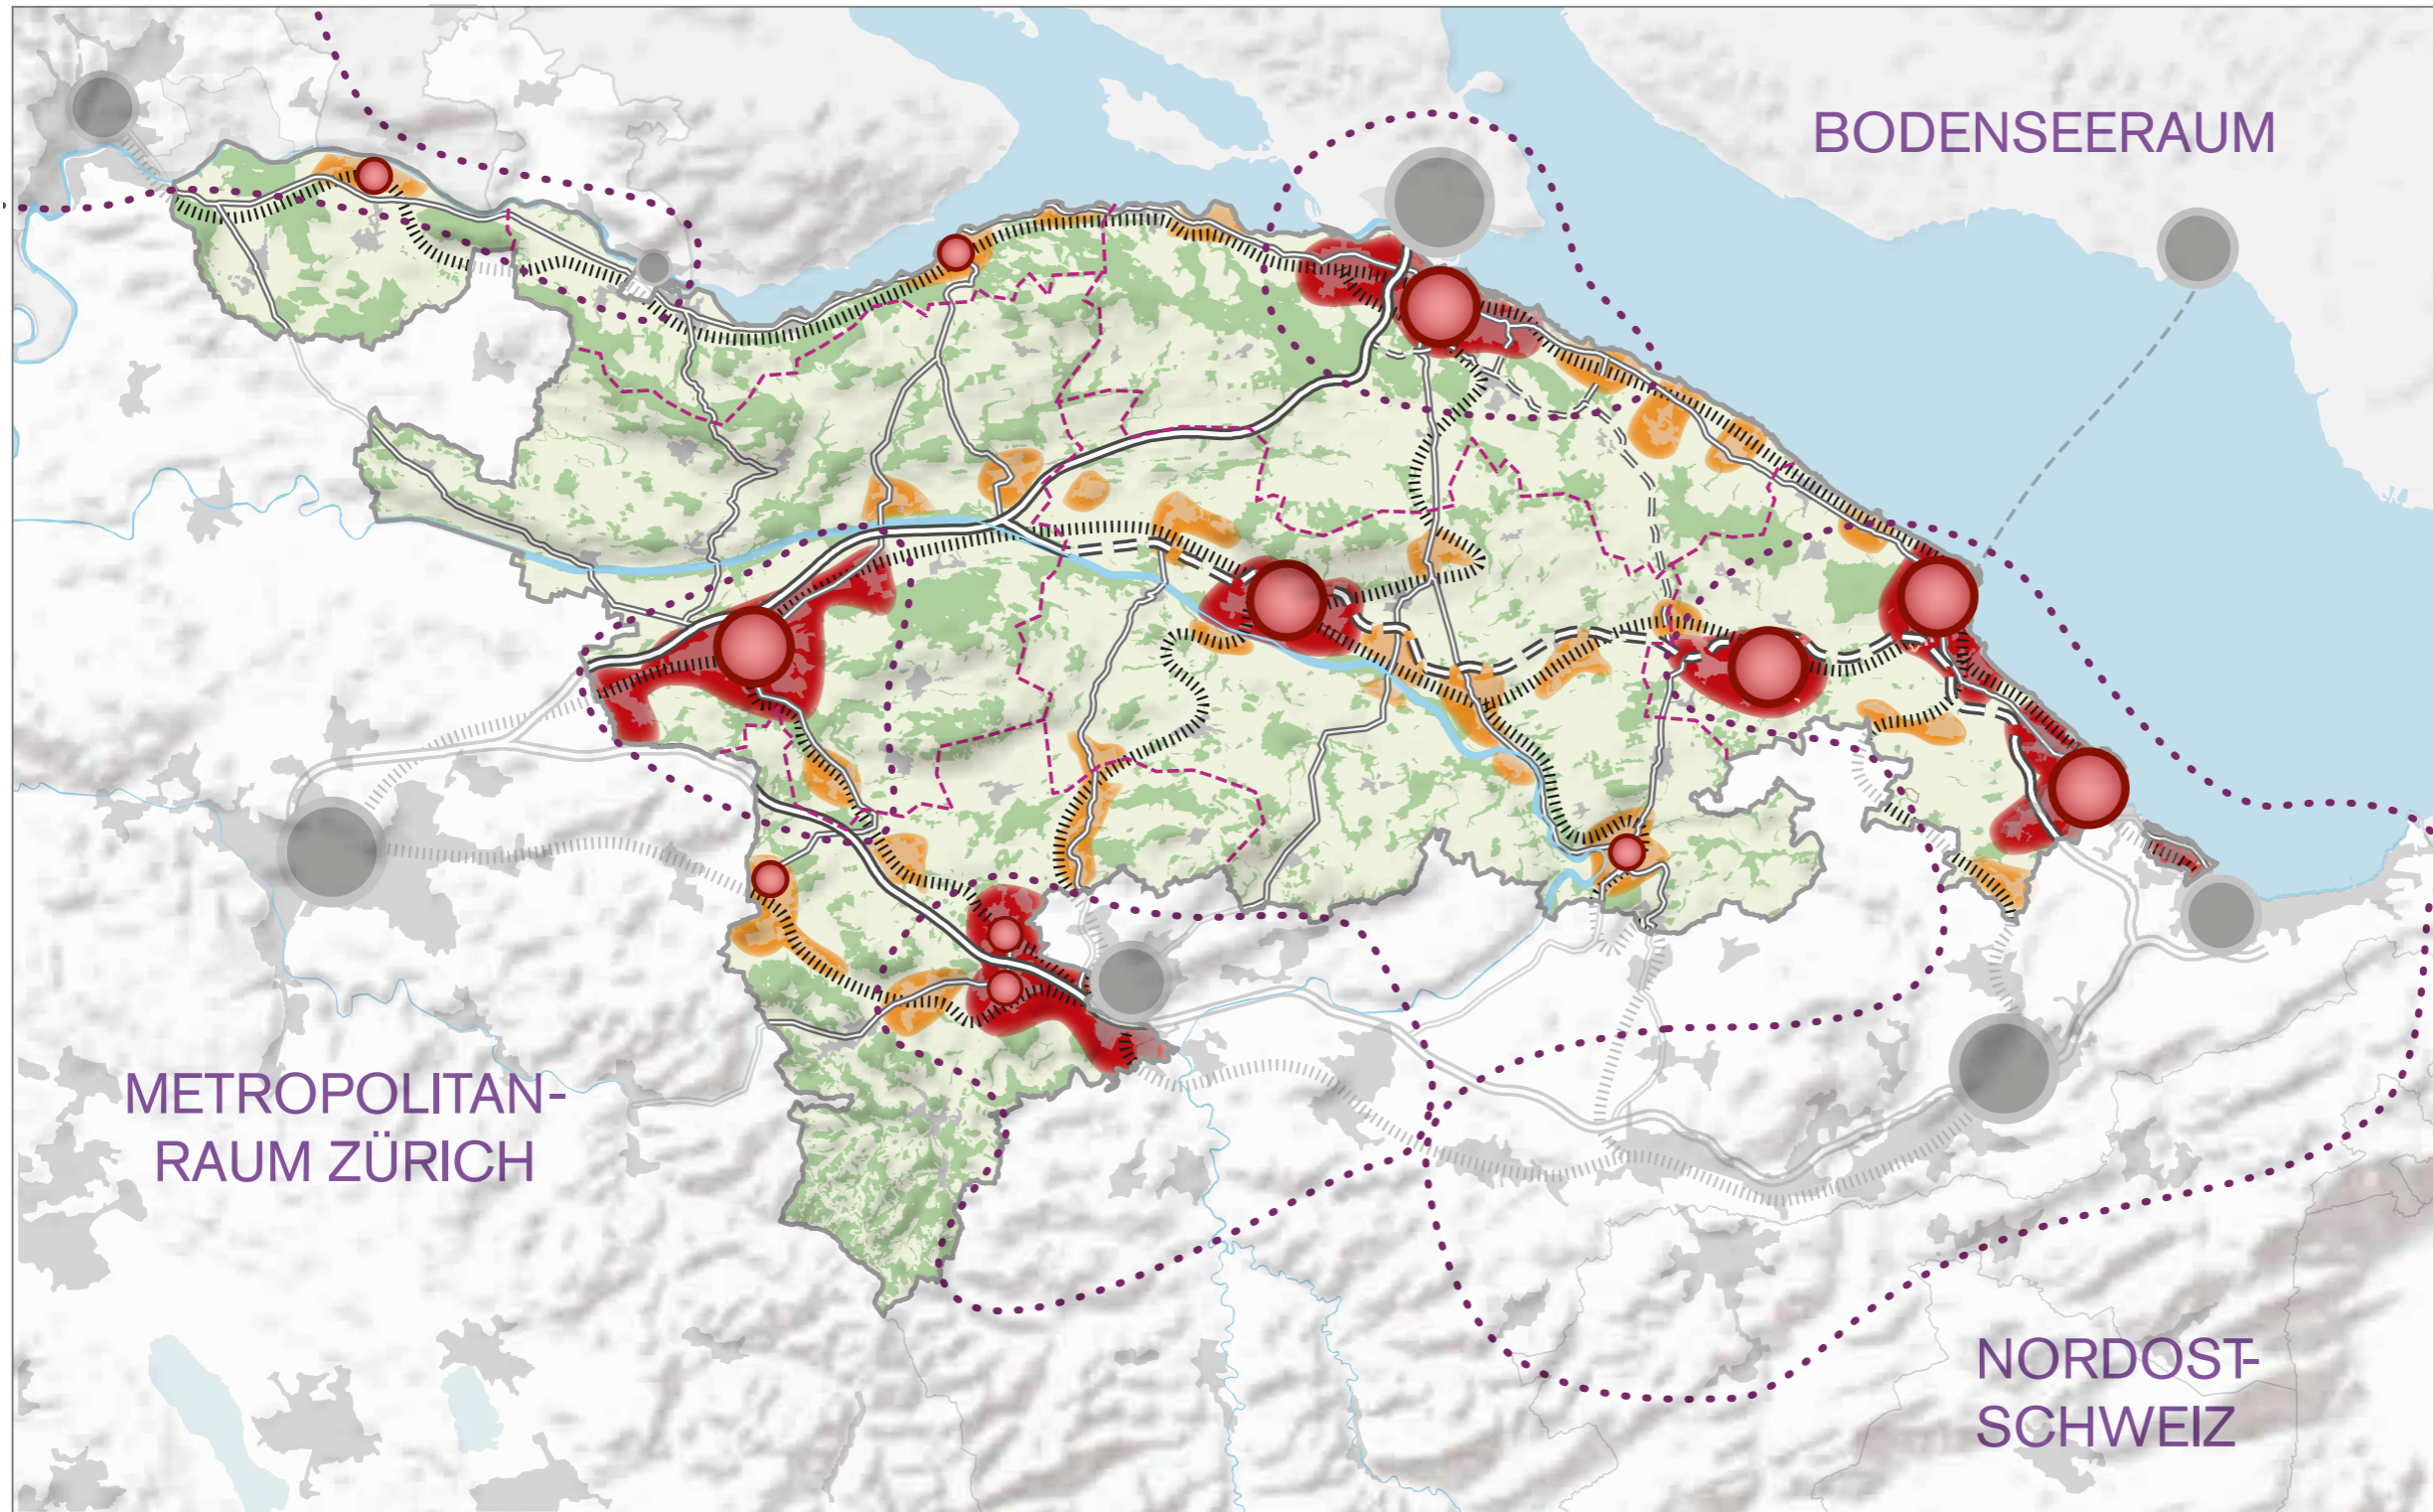 BODENSEERAUM
METROPOLITAN-
RAUM ZÜRICH
NORDOST-
SCHWEIZ